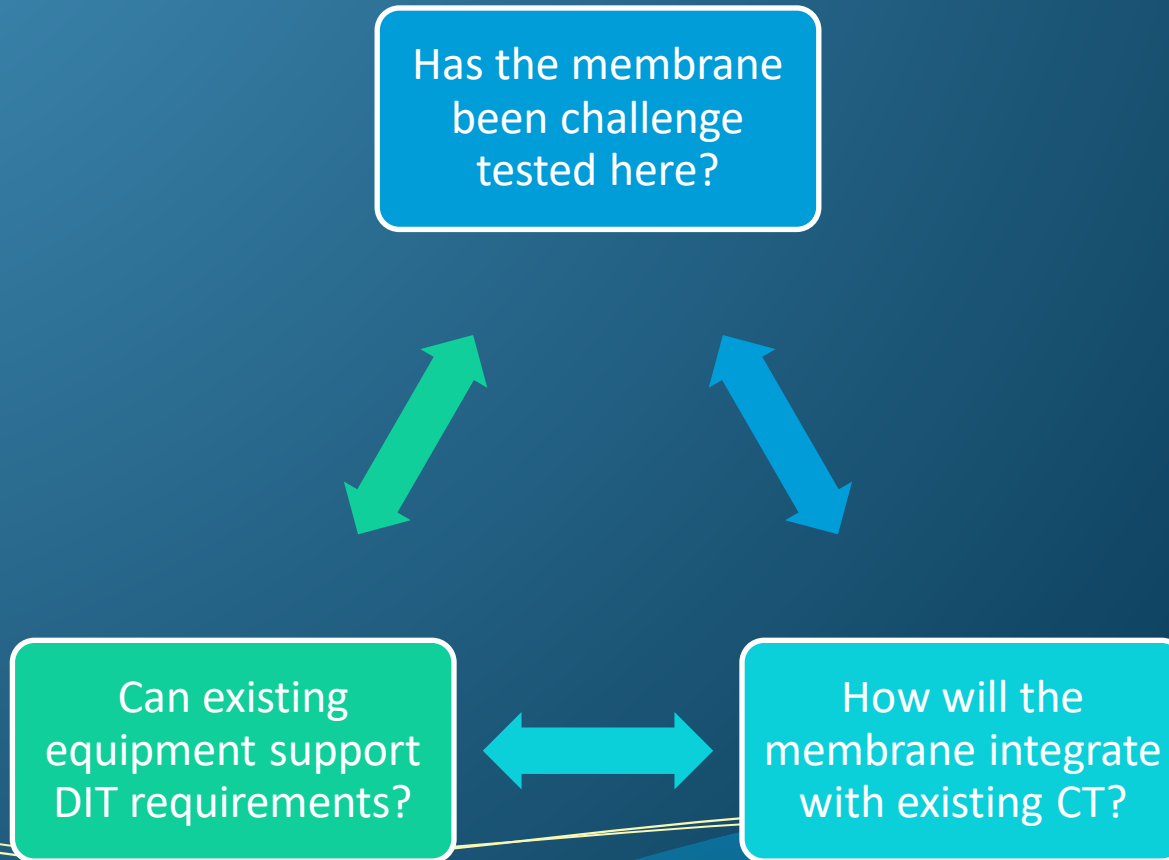 Has the membrane
been challenge
tested here?
Can existing
equipment support
DIT requirements?
How will the
membrane integrate
with existing CT?